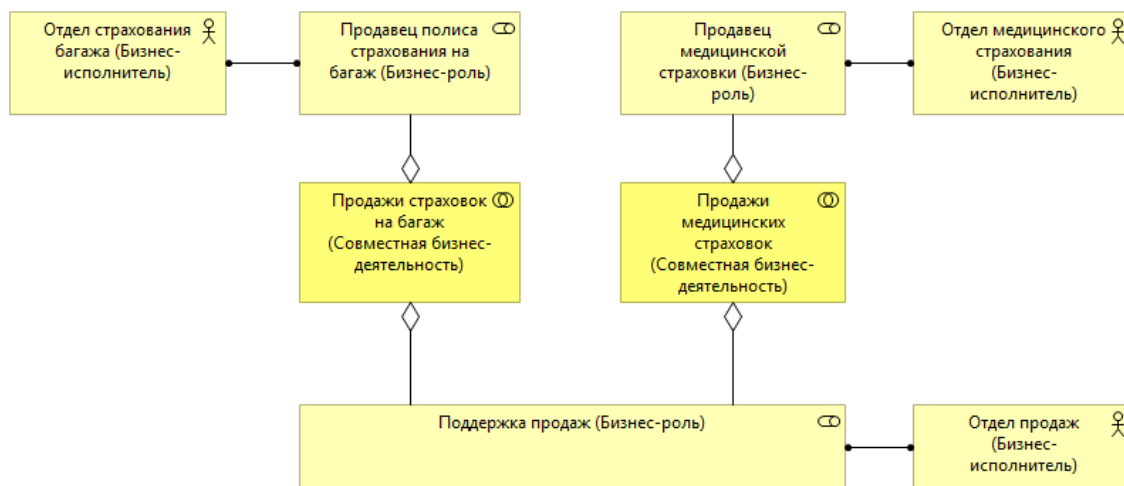 Отдел страхования
багажа (Бизнес-
исполнитель)
Продавец полиса
страхования на
багаж (Бизнес-роль)
Продавец
медицинской
страховки (Бизнес-
роль)
Отдел медицинского
страхования
(Бизнес-
исполнитель)
Продажи страховок
на багаж
(Совместная бизнес-
деятельность)
Продажи
медицинских
страховок
(Совместная бизнес-
деятельность)
Поддержка продаж (Бизнес-роль)
Отдел продаж
(Бизнес-
исполнитель)